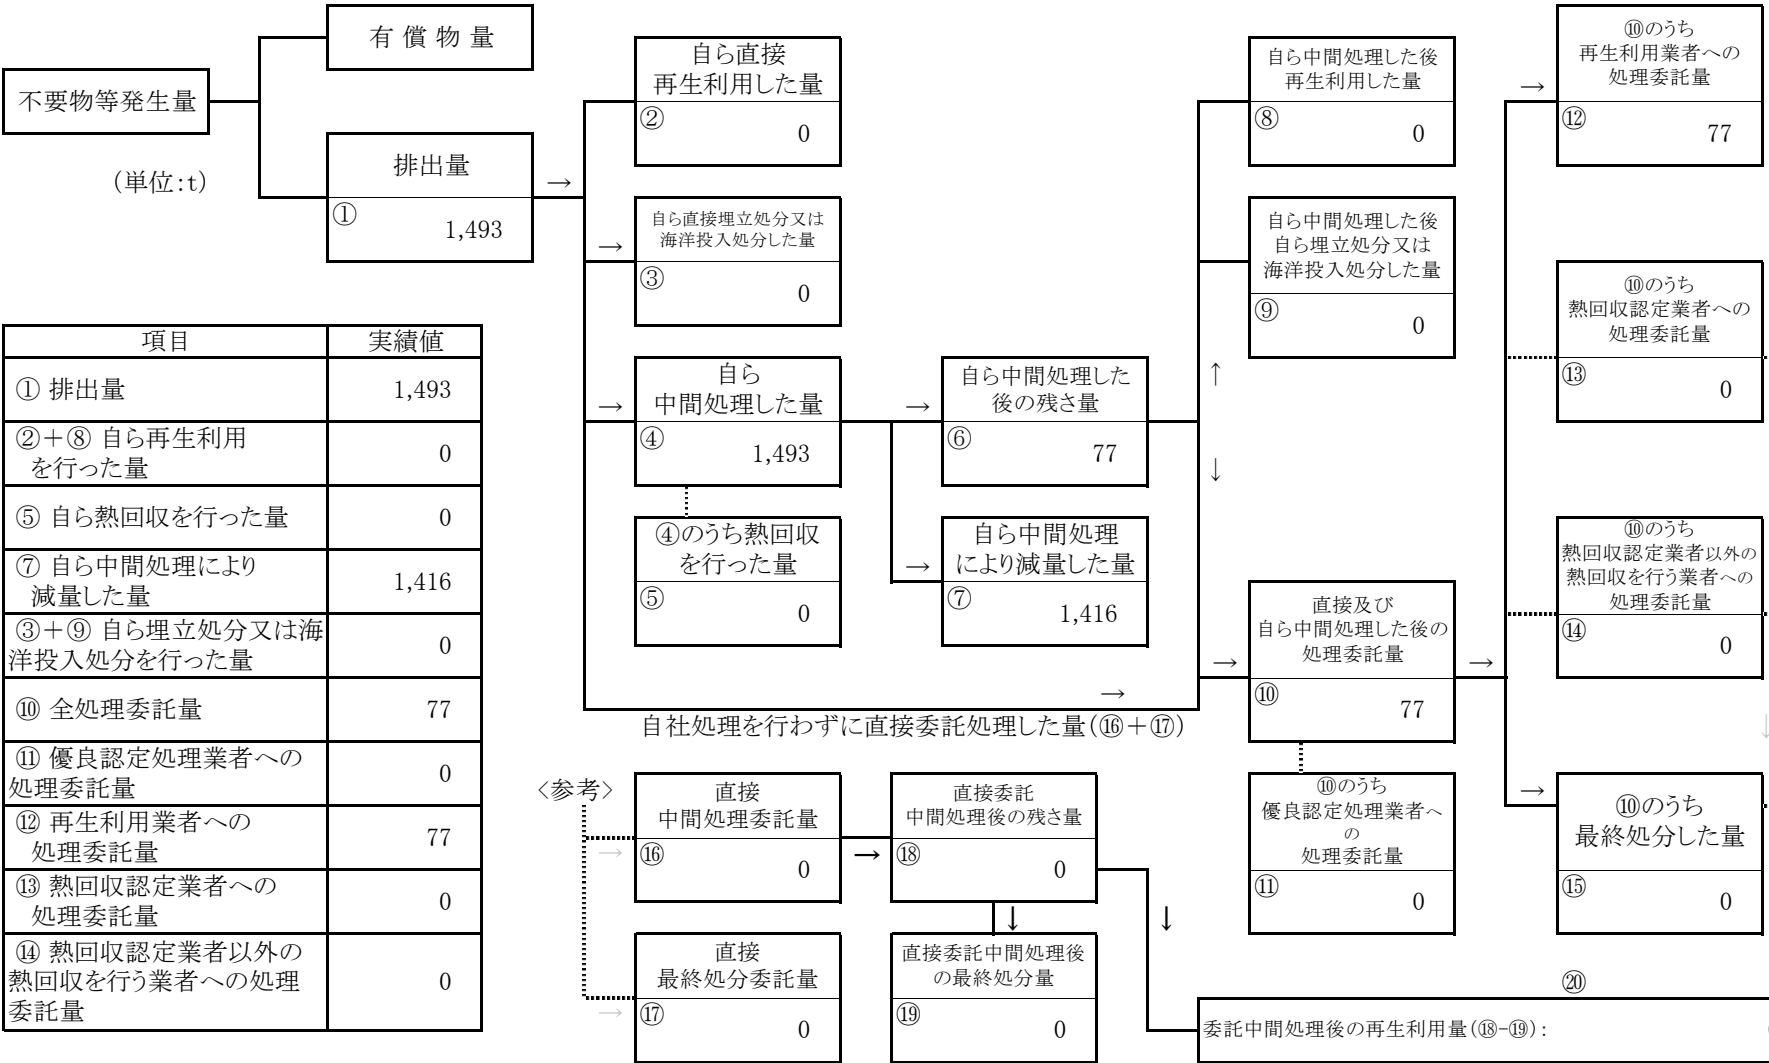 有 償 物 量
不要物等発生量
(単位:t)
排出量
①
1,493
→
自ら直接
再生利用した量
②
0
→
自ら直接埋立処分又は
海洋投入処分した量
③
0
→
自ら
中間処理した量
④
1,493
④のうち熱回収
を行った量
⑤
0
→
自ら中間処理した
後の残さ量
⑥
77
→
自ら中間処理
により減量した量
⑦
1,416
↑
↓
自ら中間処理した後
再生利用した量
⑧
0
自ら中間処理した後
自ら埋立処分又は
海洋投入処分した量
⑨
0
→
自社処理を行わずに直接委託処理した量(⑯+⑰)
→
直接及び
自ら中間処理した後の
処理委託量
⑩
77
→
⑩のうち
優良認定処理業者へ
の
処理委託量
⑪
0
→
⑩のうち
再生利用業者への
処理委託量
⑫
77
⑩のうち
熱回収認定業者への
処理委託量
⑬
0
⑩のうち
熱回収認定業者以外の
熱回収を行う業者への
処理委託量
⑭
0
↓
→
⑩のうち
最終処分した量
⑮
0
項目 実績値
① 排出量 1,493
②+⑧ 自ら再生利用
を行った量 0
⑤ 自ら熱回収を行った量 0
⑦ 自ら中間処理により
減量した量 1,416
③+⑨ 自ら埋立処分又は海
洋投入処分を行った量 0
⑩ 全処理委託量 77
⑪ 優良認定処理業者への
処理委託量 0
⑫ 再生利用業者への
処理委託量 77
⑬ 熱回収認定業者への
処理委託量 0
⑭ 熱回収認定業者以外の
熱回収を行う業者への処理
委託量 0
<参考>
→
直接
中間処理委託量
⑯
0
→
直接委託
中間処理後の残さ量
⑱
0
↓
↓
→
直接
最終処分委託量
⑰
0
直接委託中間処理後
の最終処分量
⑲
0
⑳
委託中間処理後の再生利用量(⑱-⑲):